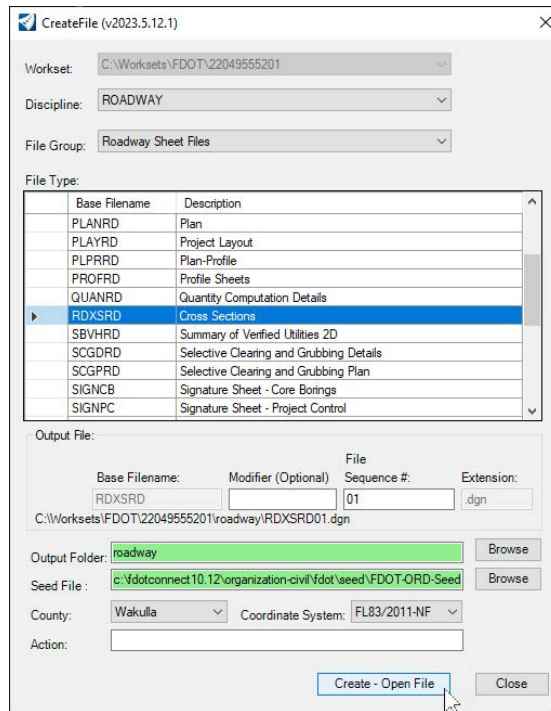 CreateFile (v2023.5.12.1)
Workset: C:\Worksets\FDOT\22049555201
Discipline: ROADWAY
File Group: Roadway Sheet Files
File Type:
Base Filename Description
PLANRD Plan
PLAYRD Project Layout
PLPRRD Plan-Profile
PROFRD Profile Sheets
QUANRD Quantity Computation Details
RDXSRD Cross Sections
SBVHRD Summary of Verified Utilities 2D
SCGDRD Selective Clearing and Grubbing Details
SCGPRD Selective Clearing and Grubbing Plan
SIGNCB Signature Sheet - Core Borings
SIGNPC Signature Sheet - Project Control
Output File:
File
Base Filename: Modifier (Optional) Sequence #: Extension:
RDXSRD 01 .dgn
C:\Worksets\FDOT\22049555201\roadway\RDXSRD01.dgn
Output Folder: roadway Browse
Seed File : c:\fdotconnect10.12\organization-civil\fdot\seed\FDOT-ORD-Seed Browse
County: Wakulla Coordinate System: FL83/2011-NF
Action:
Create - Open File Close